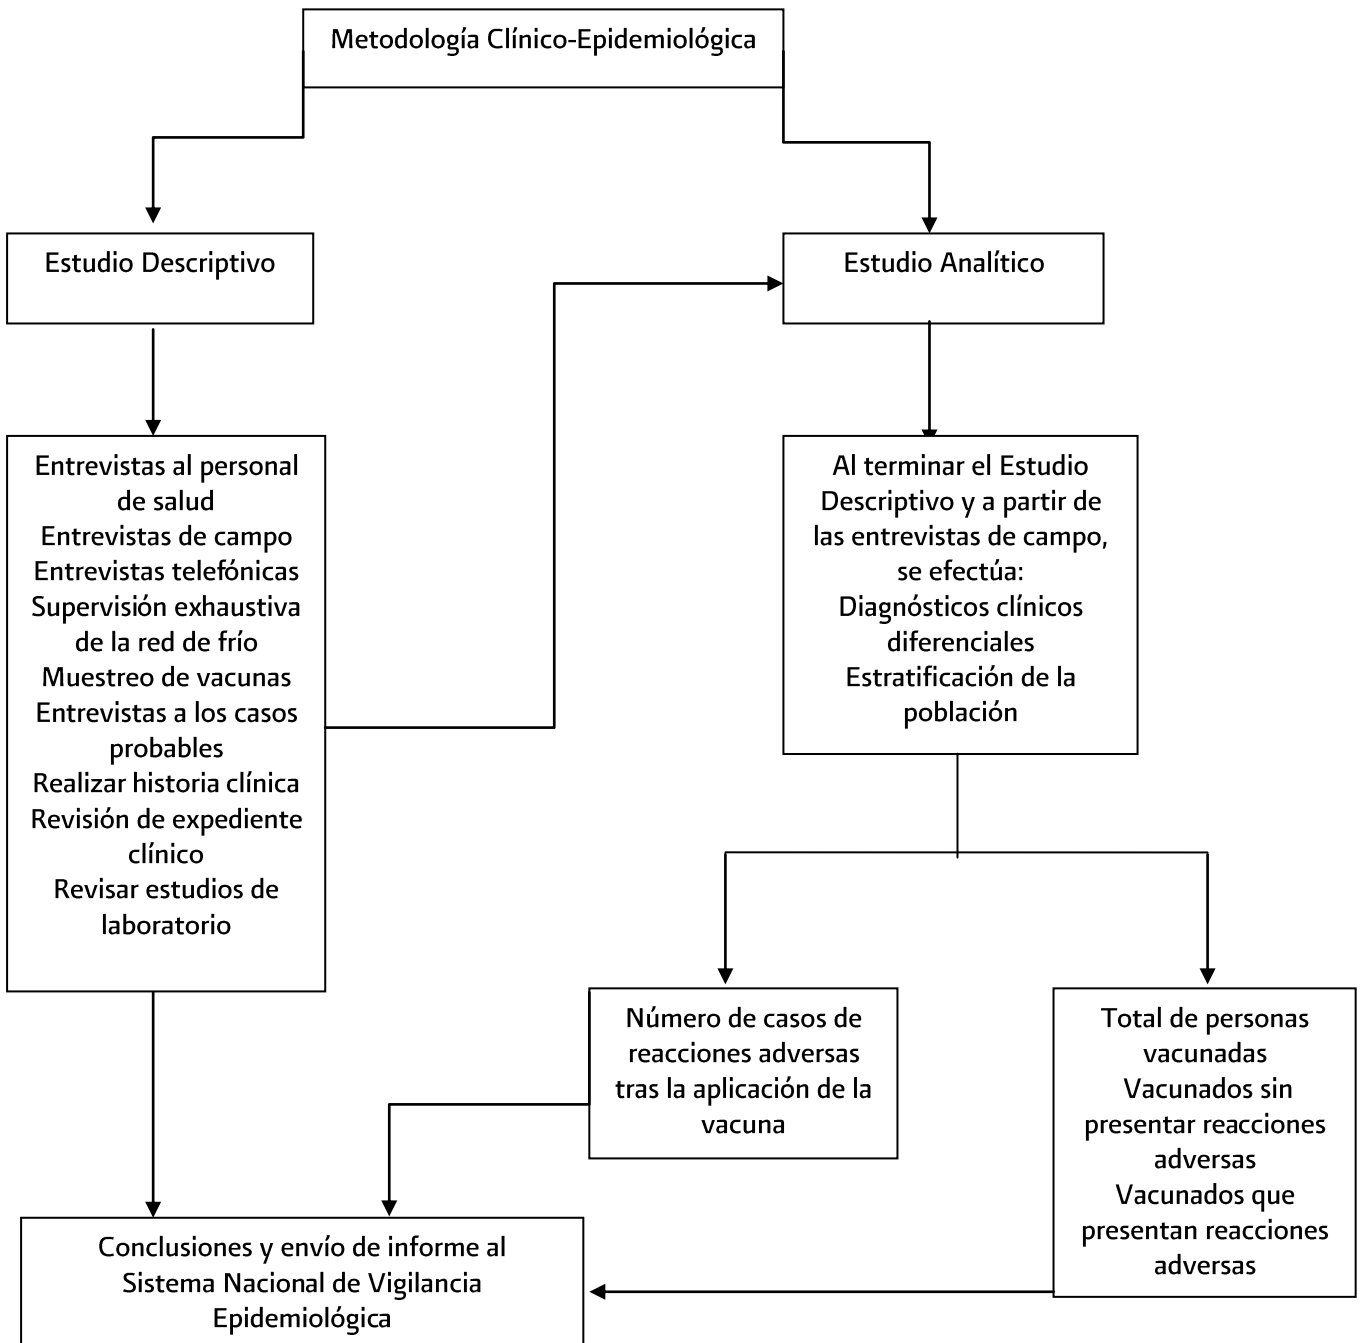 Metodología Clínico-Epidemiológica
Estudio Descriptivo
Estudio Analítico
Entrevistas al personal
de salud
Entrevistas de campo
Entrevistas telefónicas
Supervisión exhaustiva
de la red de frío
Muestreo de vacunas
Entrevistas a los casos
probables
Realizar historia clínica
Revisión de expediente
clínico
Revisar estudios de
laboratorio
Al terminar el Estudio
Descriptivo y a partir de
las entrevistas de campo,
se efectúa:
Diagnósticos clínicos
diferenciales
Estratificación de la
población
Número de casos de
reacciones adversas
tras la aplicación de la
vacuna
Total de personas
vacunadas
Vacunados sin
presentar reacciones
adversas
Vacunados que
presentan reacciones
adversas
Conclusiones y envío de informe al
Sistema Nacional de Vigilancia
Epidemiológica